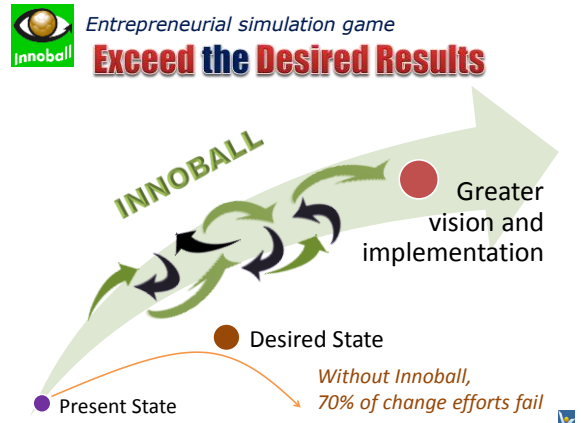 Entrepreneurial simulation game
Innoball
Exceed the Desired Results
INNOBALL
Greater
vision and
implementation
Desired State
Without Innoball,
70% of change efforts fail
Present State